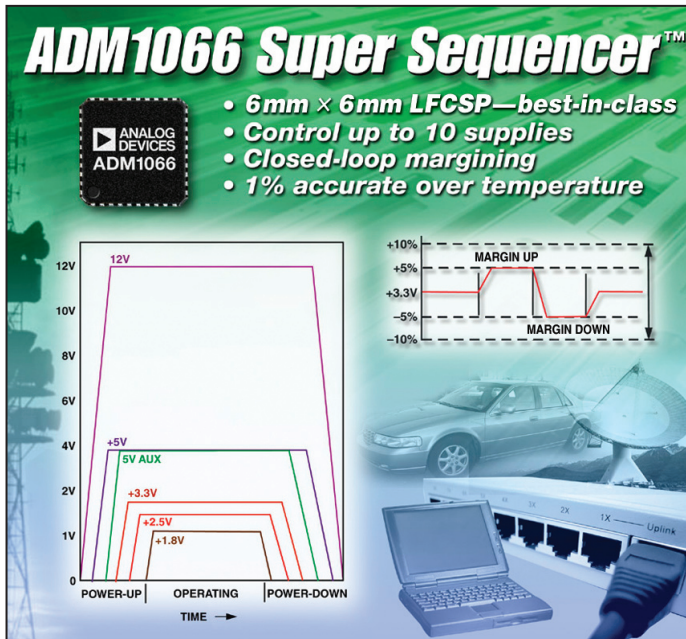 ADM1066 Super Sequencer™
• 6mm × 6mm LFCSP—best-in-class
• Control up to 10 supplies
• Closed-loop margining
• 1% accurate over temperature
ANALOG
DEVICES
ADM1066
12V
10V
8V
6V
4V
2V
1V
0
12V
+5V
5V AUX
+3.3V
+2.5V
+1.8V
POWER-UP
OPERATING
POWER-DOWN
TIME
+10%
+5%
+3.3V
–5%
–10%
MARGIN UP
MARGIN DOWN
3X
2X
1X
Uplink